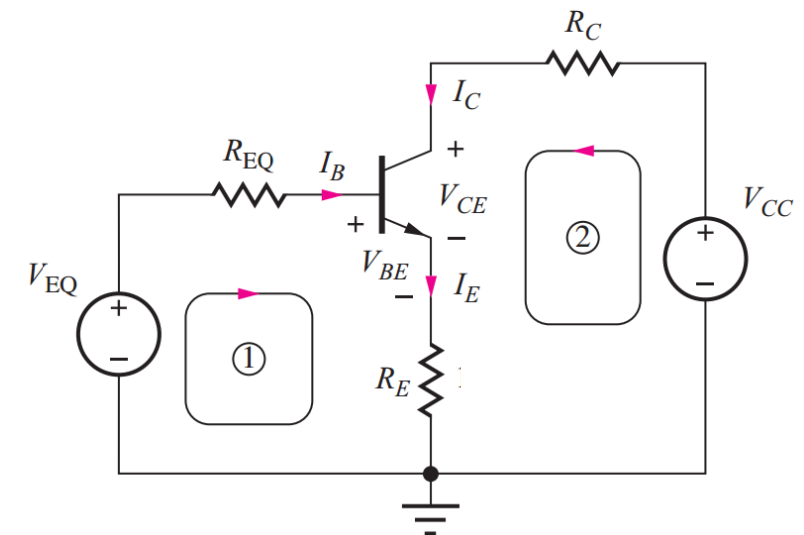 R_C
I_C
R_EQ
I_B
+
V_CE
+
−
V_BE
−
I_E
②
V_CC
+
−
V_EQ
+
−
①
R_E